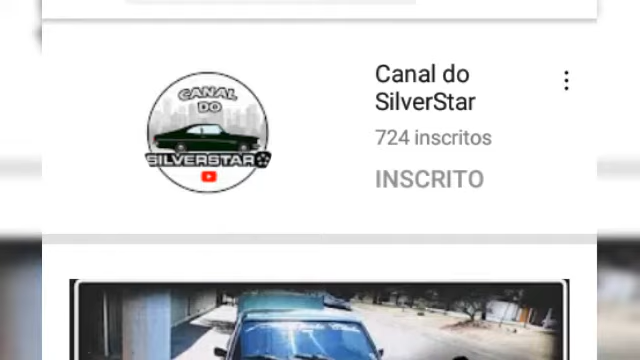 CANAL
DO
SILVERSTAR
Canal do
SilverStar
724 inscritos
INSCRITO